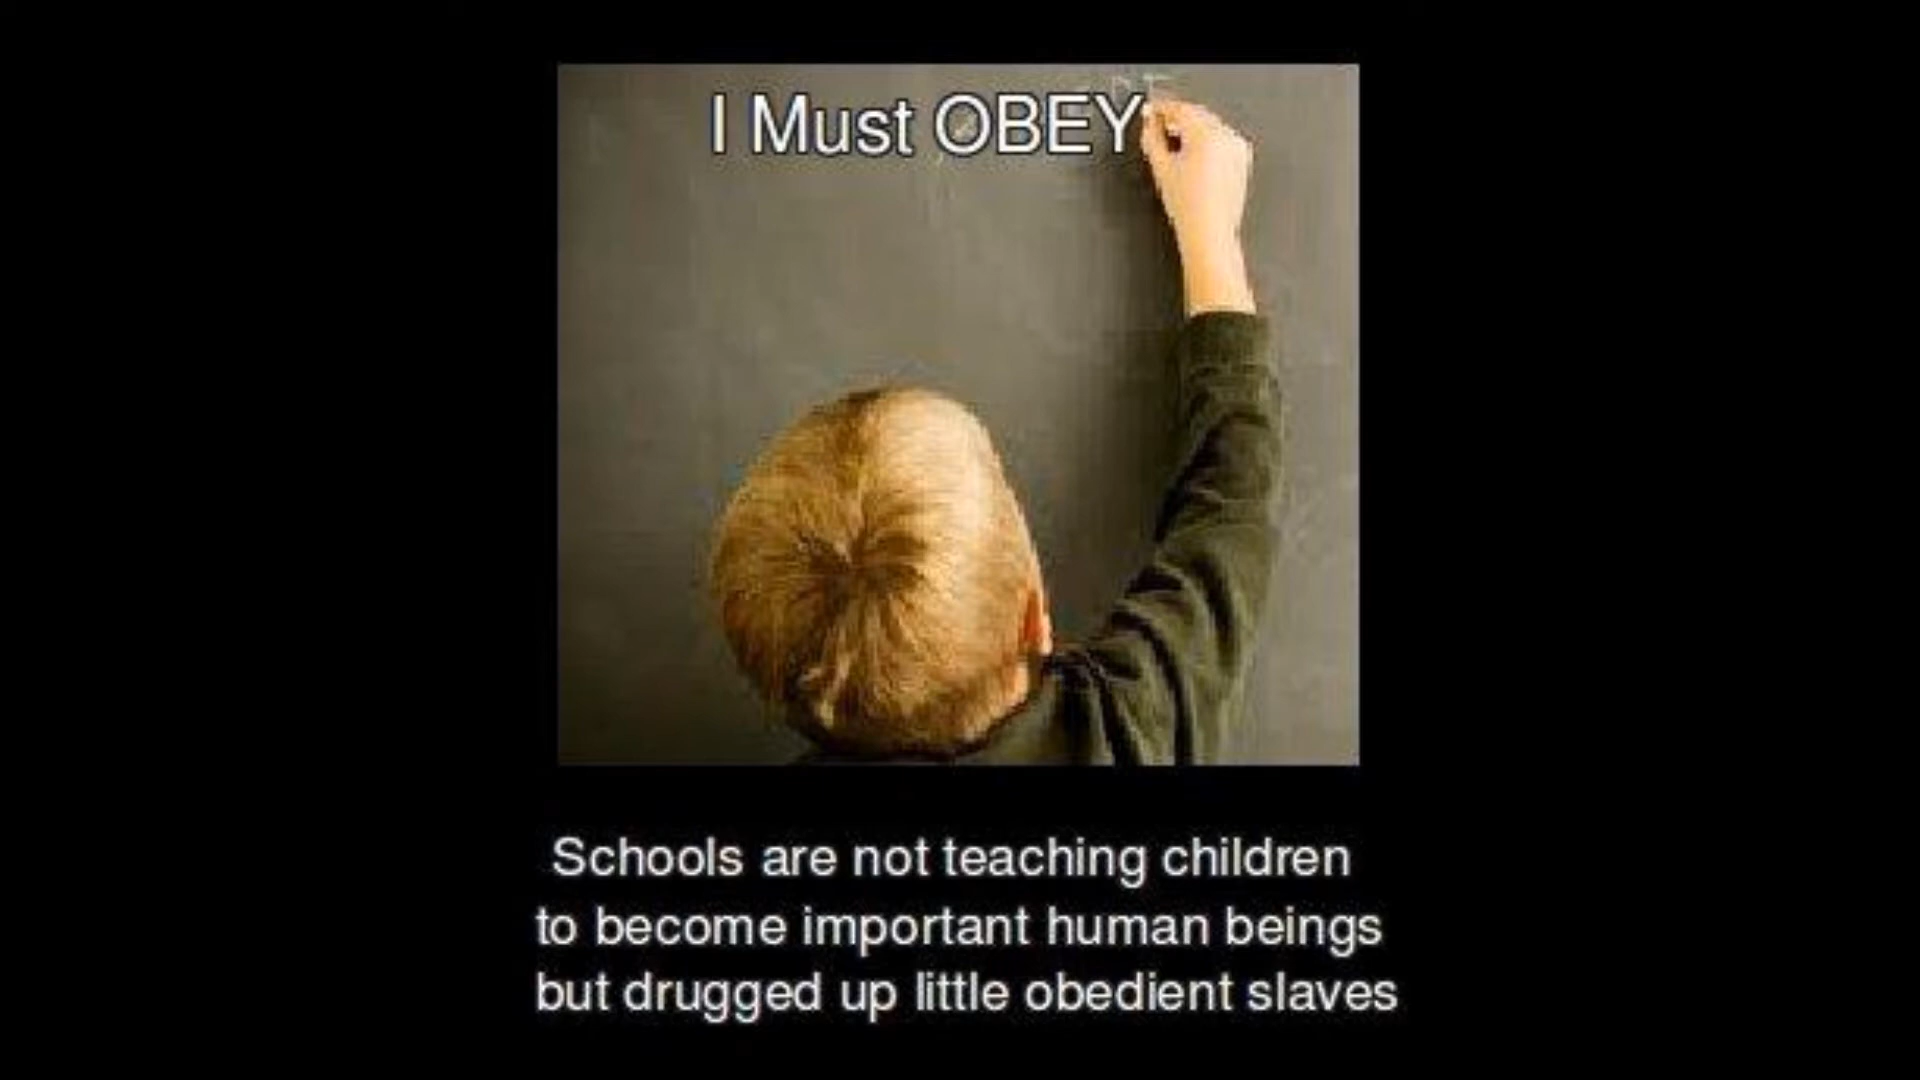 I Must OBEY
Schools are not teaching children
to become important human beings
but drugged up little obedient slaves